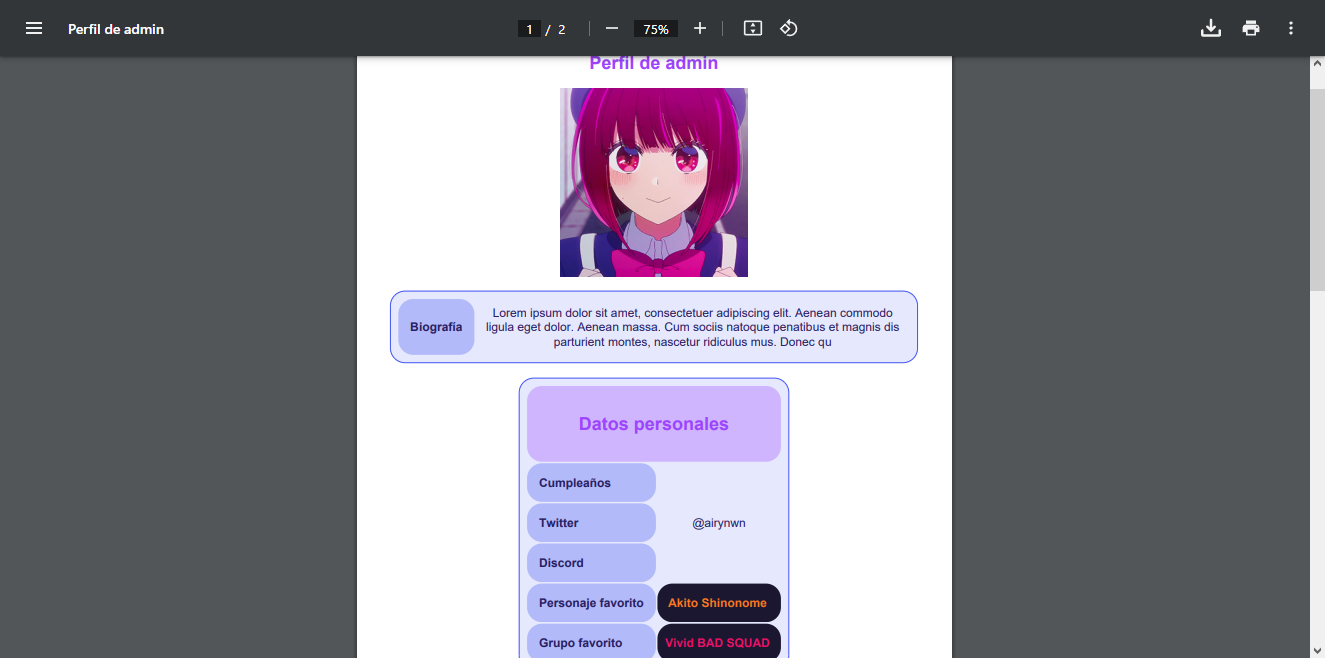 Perfil de admin
1 / 2
75%
Perfil de admin
Biografía
Lorem ipsum dolor sit amet, consectetuer adipiscing elit. Aenean commodo
ligula eget dolor. Aenean massa. Cum sociis natoque penatibus et magnis dis
parturient montes, nascetur ridiculus mus. Donec qu
Datos personales
Cumpleaños
Twitter @airynwn
Discord
Personaje favorito Akito Shinonome
Grupo favorito Vivid BAD SQUAD